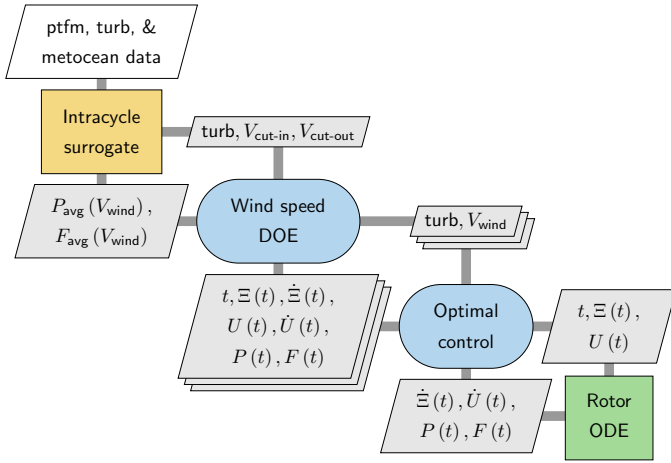 ptfm, turb, &
metocean data
Intracycle
surrogate
turb, V_cut-in, V_cut-out
P_avg (V_wind) ,
F_avg (V_wind)
Wind speed
DOE
turb, V_wind
t, Ξ (t) , Ξ̇ (t) ,
U (t) , U̇ (t) ,
P (t) , F (t)
Optimal
control
t, Ξ (t) ,
U (t)
Ξ̇ (t) , U̇ (t) ,
P (t) , F (t)
Rotor
ODE